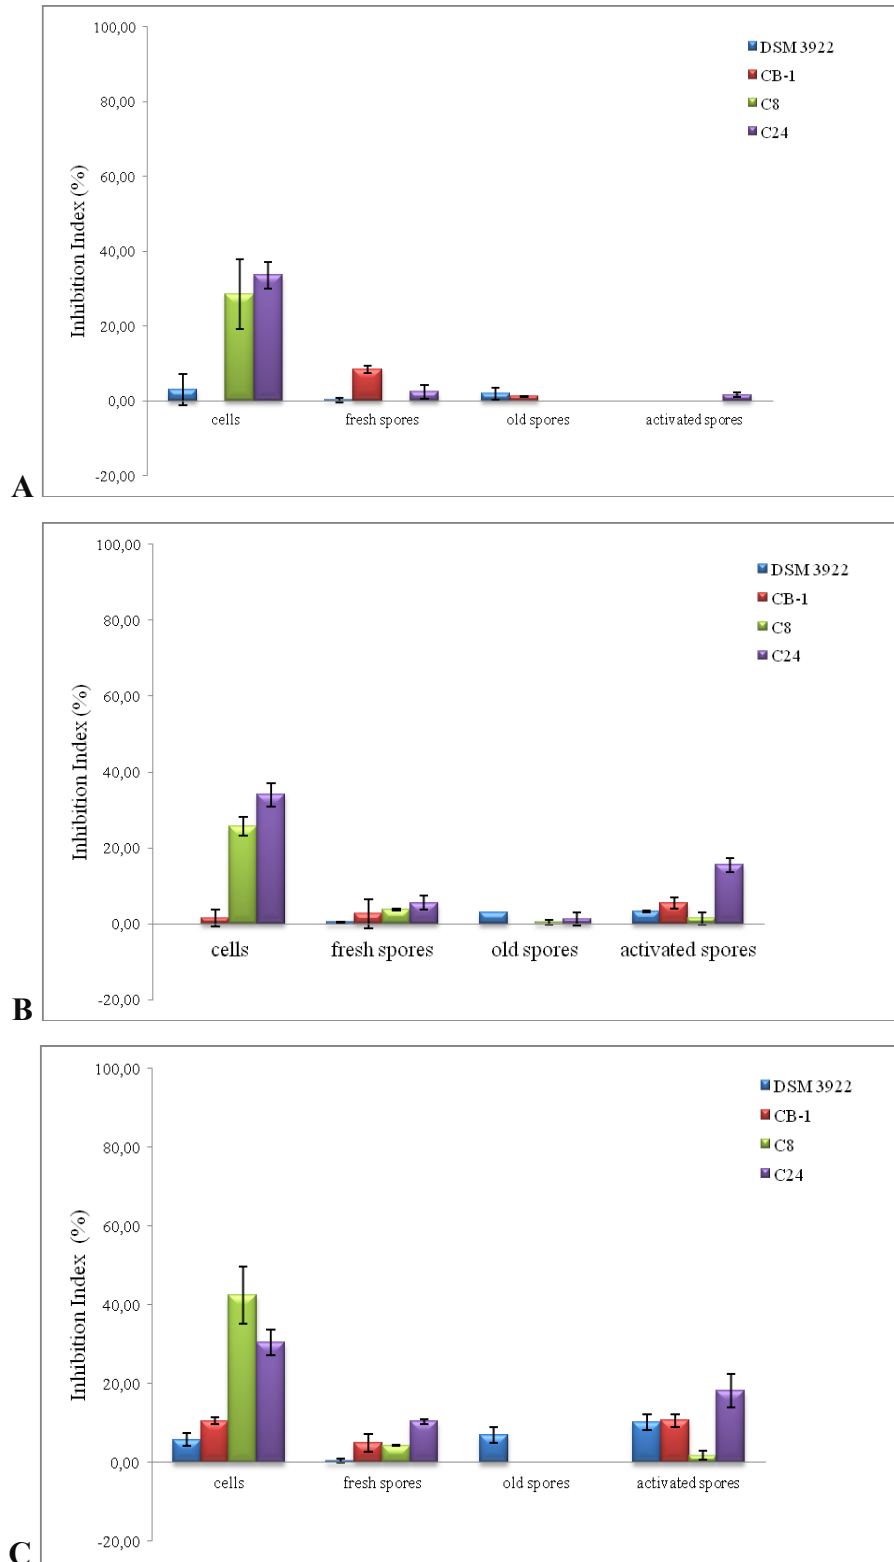 100,00
80,00
60,00
40,00
20,00
0,00
-20,00
Inhibition Index (%)
DSM 3922
CB-1
C8
C24
cells fresh spores old spores activated spores
A
100,00
80,00
60,00
40,00
20,00
0,00
-20,00
Inhibition Index (%)
DSM 3922
CB-1
C8
C24
cells fresh spores old spores activated spores
B
100,00
80,00
60,00
40,00
20,00
0,00
-20,00
Inhibition Index (%)
DSM 3922
CB-1
C8
C24
cells fresh spores old spores activated spores
C